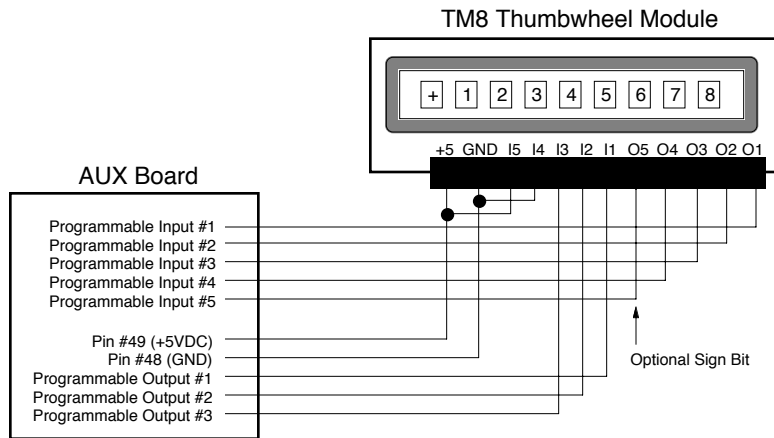 TM8 Thumbwheel Module
+ 1 2 3 4 5 6 7 8
+5 GND I5 I4 I3 I2 I1 O5 O4 O3 O2 O1
AUX Board
Programmable Input #1
Programmable Input #2
Programmable Input #3
Programmable Input #4
Programmable Input #5
Pin #49 (+5VDC)
Pin #48 (GND)
Programmable Output #1
Programmable Output #2
Programmable Output #3
Optional Sign Bit